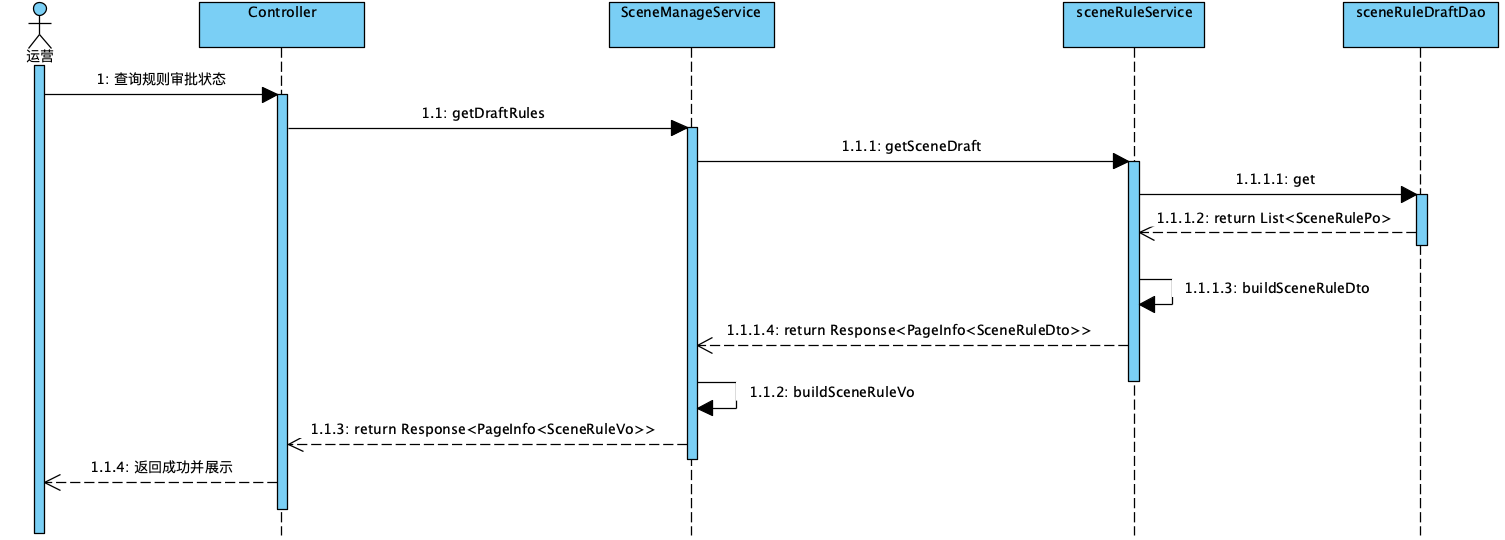 Controller
SceneManageService
sceneRuleService
sceneRuleDraftDao
运营
1: 查询规则审批状态
1.1: getDraftRules
1.1.1: getSceneDraft
1.1.1.1: get
1.1.1.2: return List<SceneRulePo>
1.1.1.3: buildSceneRuleDto
1.1.1.4: return Response<PageInfo<SceneRuleDto>>
1.1.2: buildSceneRuleVo
1.1.3: return Response<PageInfo<SceneRuleVo>>
1.1.4: 返回成功并展示